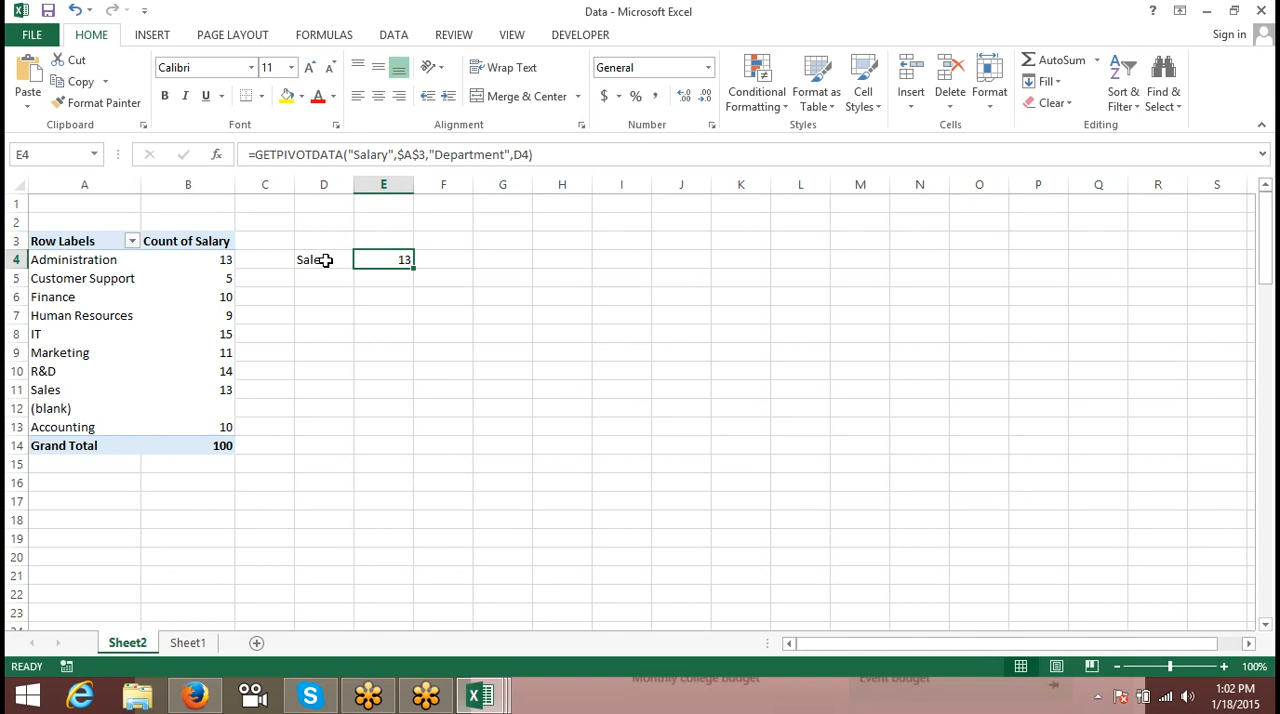 Data - Microsoft Excel
?
FILE HOME INSERT PAGE LAYOUT FORMULAS DATA REVIEW VIEW DEVELOPER Sign in
Paste
Cut
Copy
Format Painter
Clipboard
Calibri 11
B I U
Font
Wrap Text
Merge & Center
Alignment
General
$ % ,
Number
Conditional Formatting
Format as Table
Cell Styles
Styles
Insert
Delete
Format
Cells
AutoSum
Fill
Clear
Sort & Filter
Find & Select
Editing
E4 fx =GETPIVOTDATA("Salary",$A$3,"Department",D4)
A B C D E F G H I J K L M N O P Q R S
1
2
3 Row Labels Count of Salary
4 Administration 13 13
5 Customer Support 5
6 Finance 10
7 Human Resources 9
8 IT 15
9 Marketing 11
10 R&D 14
11 Sales 13
12 (blank)
13 Accounting 10
14 Grand Total 100
15
16
17
18
19
20
21
22
23
Sheet2 Sheet1
READY 100%
Monthly college budget Event budget
1:02 PM
1/18/2015